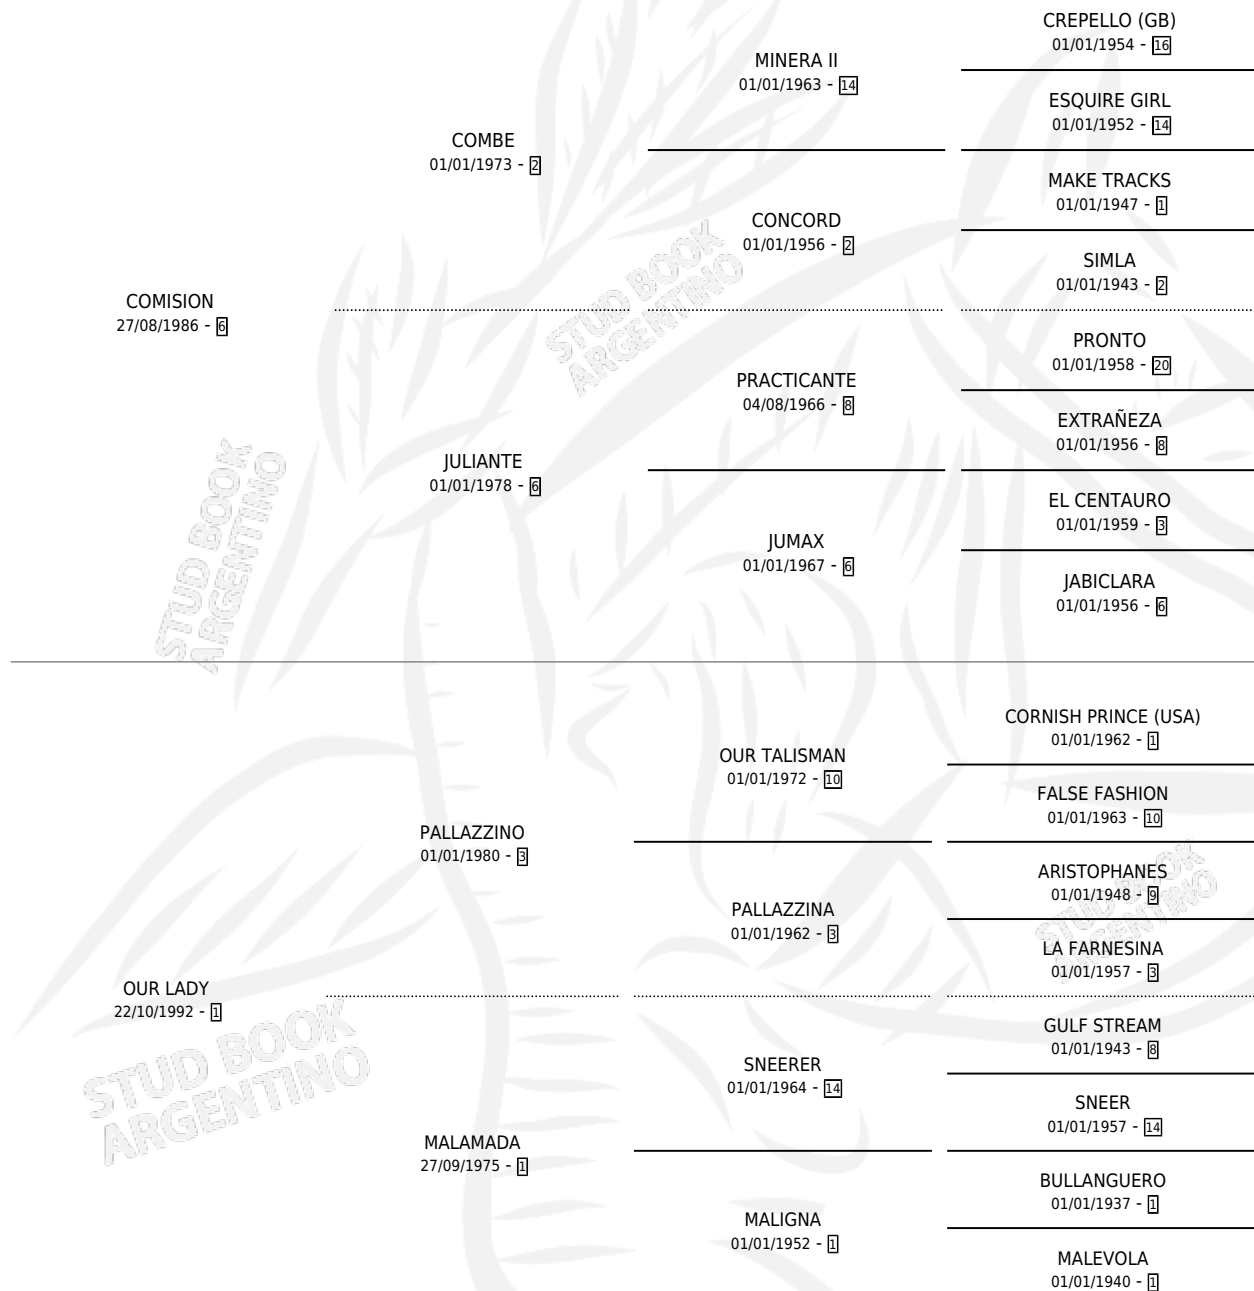 CREPELLO (GB)
01/01/1954 - 16
MINERA II
01/01/1963 - 14
ESQUIRE GIRL
01/01/1952 - 14
COMBE
01/01/1973 - 2
MAKE TRACKS
01/01/1947 - 1
CONCORD
01/01/1956 - 2
SIMLA
01/01/1943 - 2
COMISION
27/08/1986 - 6
PRONTO
01/01/1958 - 20
PRACTICANTE
04/08/1966 - 8
EXTRAÑEZA
01/01/1956 - 8
JULIANTE
01/01/1978 - 6
EL CENTAURO
01/01/1959 - 3
JUMAX
01/01/1967 - 6
JABICLARA
01/01/1956 - 6
CORNISH PRINCE (USA)
01/01/1962 - 1
OUR TALISMAN
01/01/1972 - 10
FALSE FASHION
01/01/1963 - 10
PALLAZZINO
01/01/1980 - 3
ARISTOPHANES
01/01/1948 - 9
PALLAZZINA
01/01/1962 - 3
LA FARNESINA
01/01/1957 - 3
OUR LADY
22/10/1992 - 1
GULF STREAM
01/01/1943 - 8
SNEERER
01/01/1964 - 14
SNEER
01/01/1957 - 14
MALAMADA
27/09/1975 - 1
BULLANGUERO
01/01/1937 - 1
MALIGNA
01/01/1952 - 1
MALEVOLA
01/01/1940 - 1
STUD BOOK
ARGENTINO
STUD BOOK
ARGENTINO
STUD BOOK
ARGENTINO
STUD BOOK
ARGENTINO